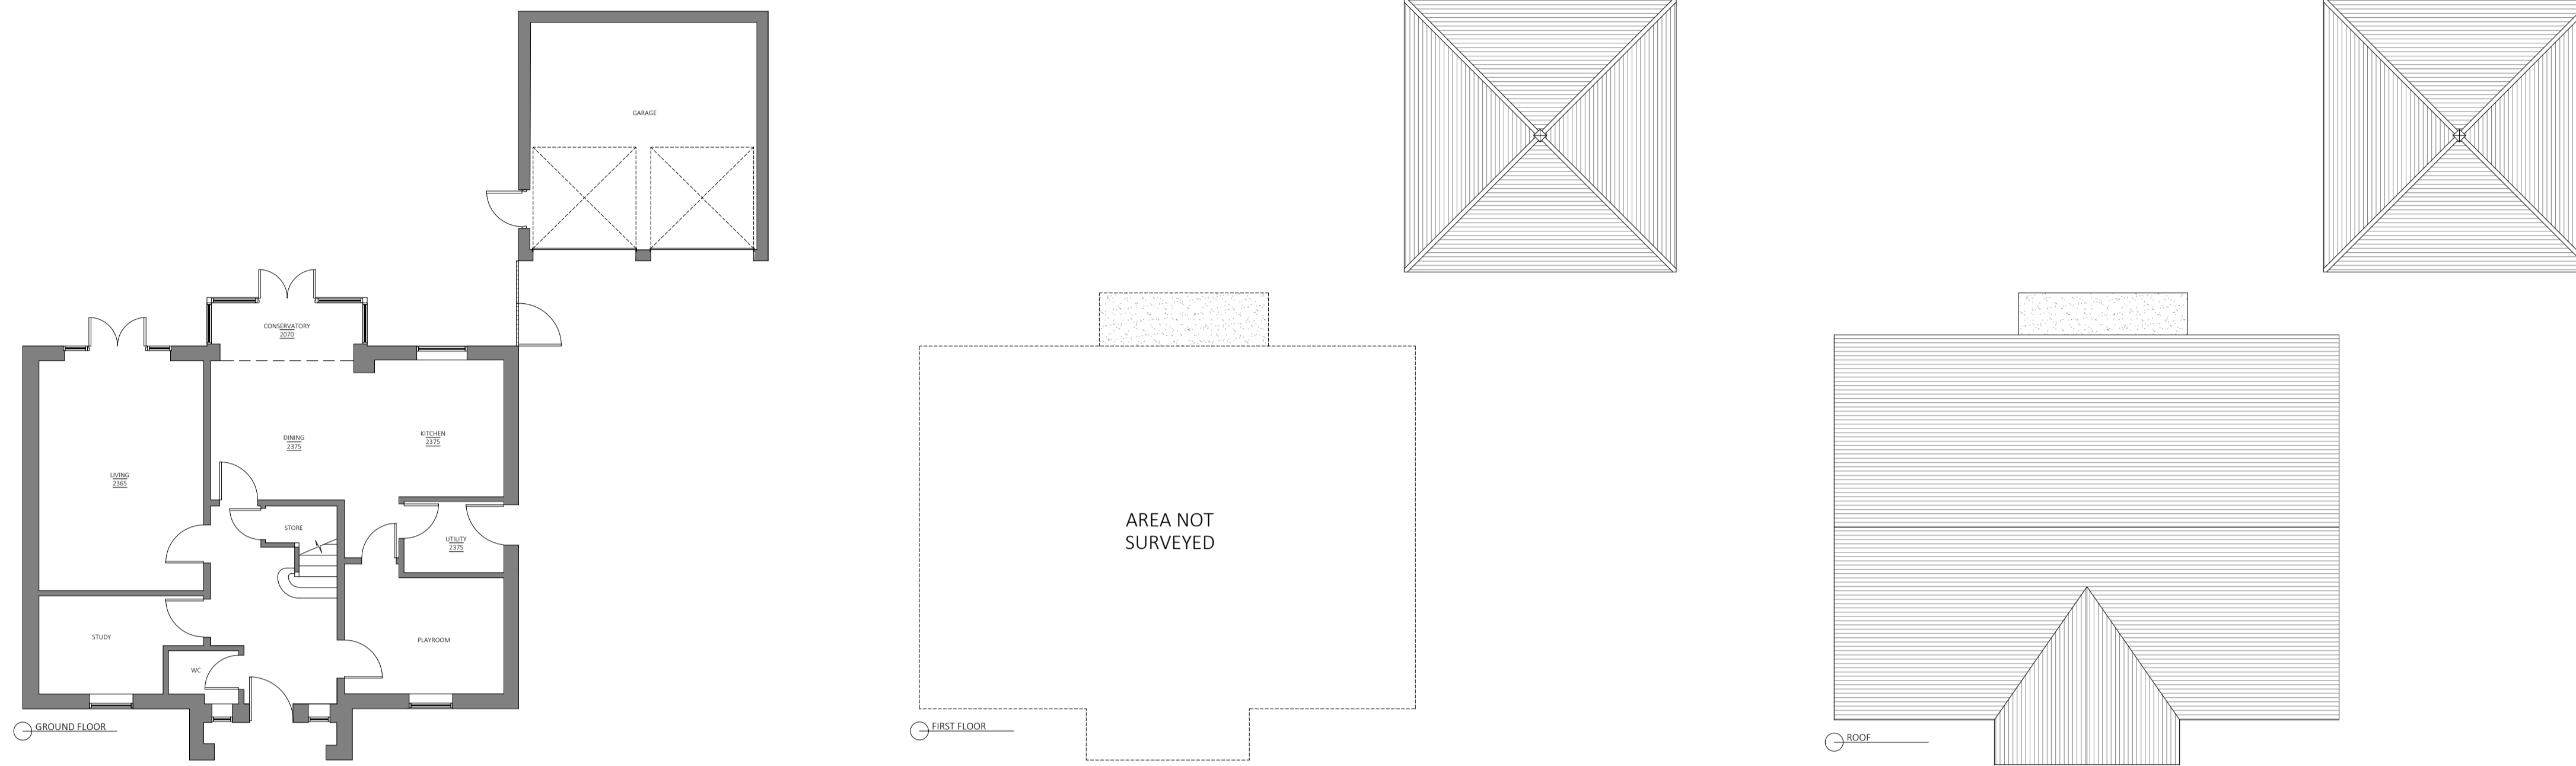 GARAGE
CONSERVATORY
2070
DINING
2375
KITCHEN
2375
LIVING
2365
STORE
UTILITY
2375
STUDY
PLAYROOM
WC
GROUND FLOOR
AREA NOT
SURVEYED
FIRST FLOOR
ROOF